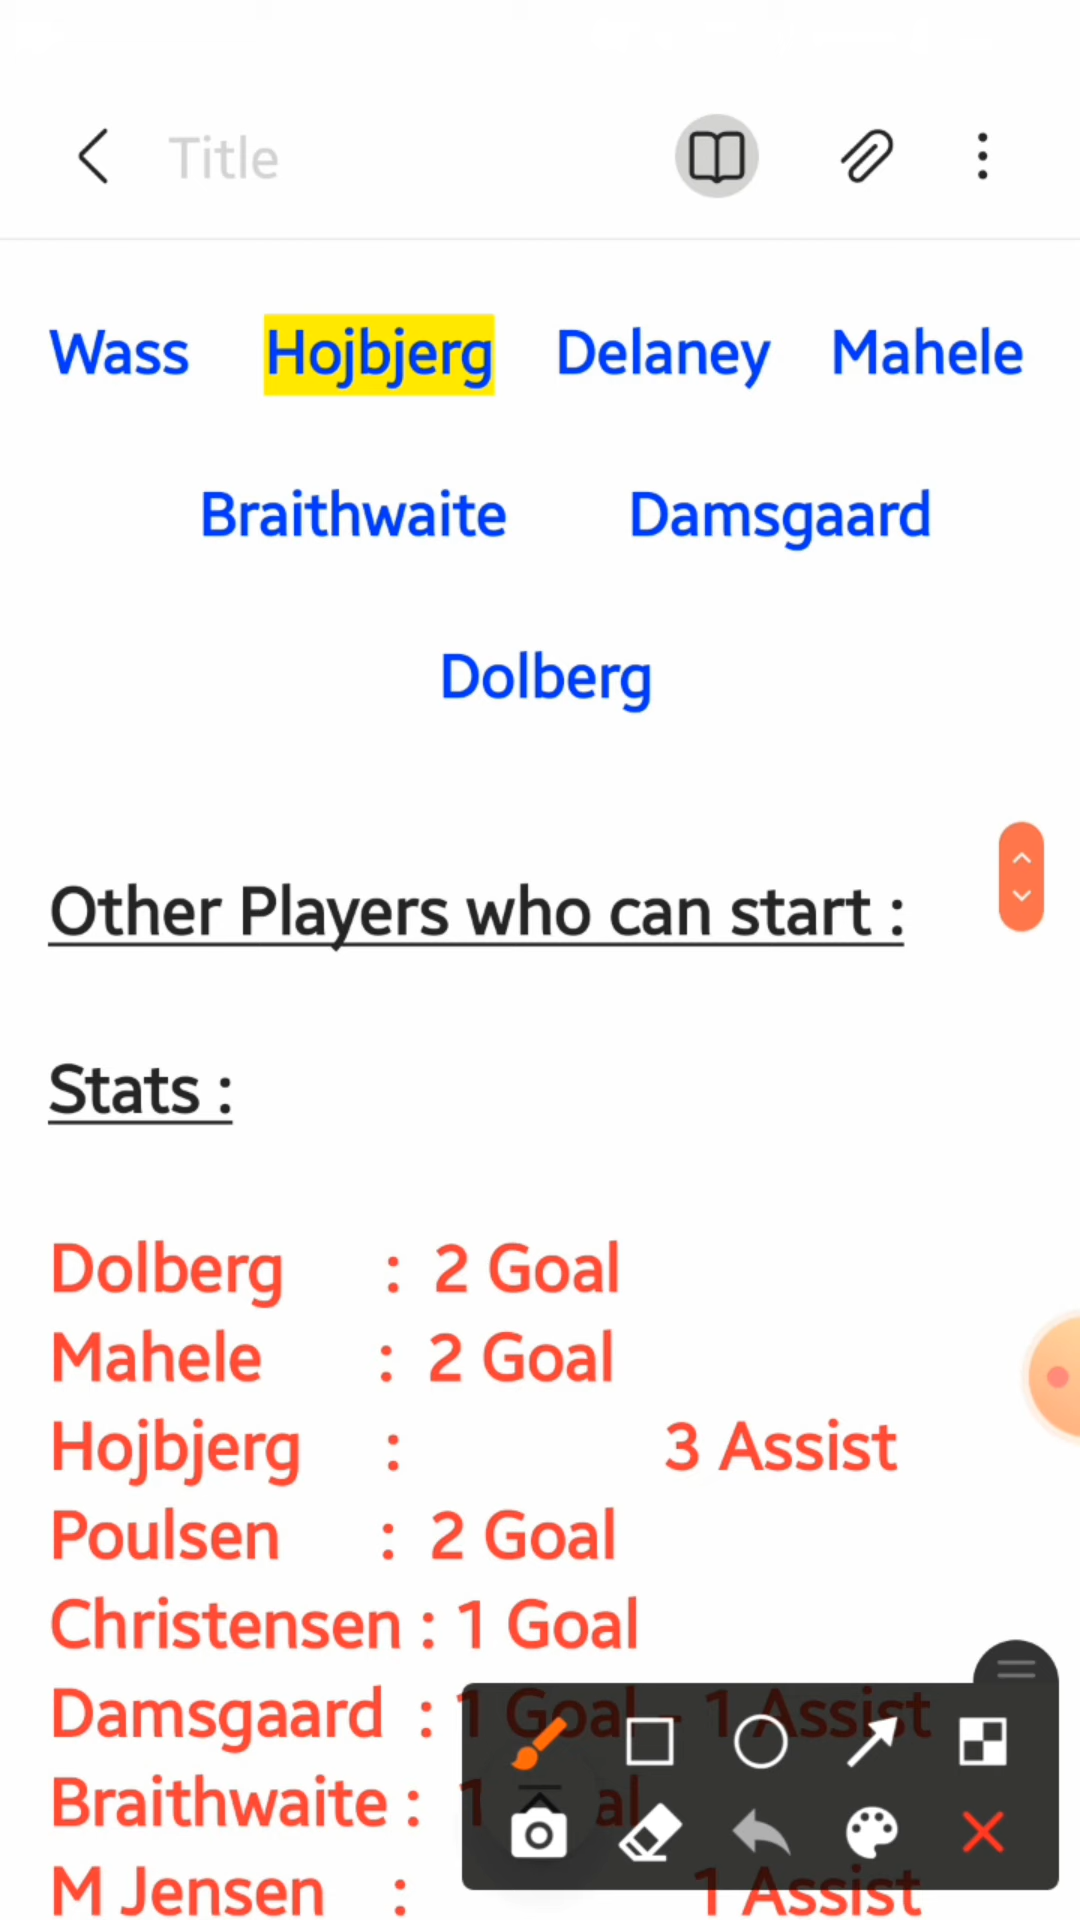 Title
Wass Hojbjerg Delaney Mahele
Braithwaite Damsgaard
Dolberg
Other Players who can start :
Stats :
Dolberg : 2 Goal
Mahele : 2 Goal
Hojbjerg : 3 Assist
Poulsen : 2 Goal
Christensen : 1 Goal
Damsgaard : 1 Goal - 1 Assist
Braithwaite : 1 Goal
M Jensen : 1 Assist